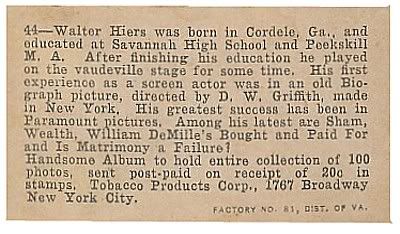 44—Walter Hiers was born in Cordele, Ga., and
educated at Savannah High School and Peekskill
M. A. After finishing his education he played
on the vaudeville stage for some time. His first
experience as a screen actor was in an old Bio-
graph picture, directed by D. W. Griffith, made
in New York. His greatest success has been in
Paramount pictures. Among his latest are Sham,
Wealth, William DeMille's Bought and Paid For
and Is Matrimony a Failure?
Handsome Album to hold entire collection of 100
photos, sent post-paid on receipt of 20c in
stamps, Tobacco Products Corp., 1767 Broadway
New York City.
FACTORY NO. 81, DIST. OF VA.